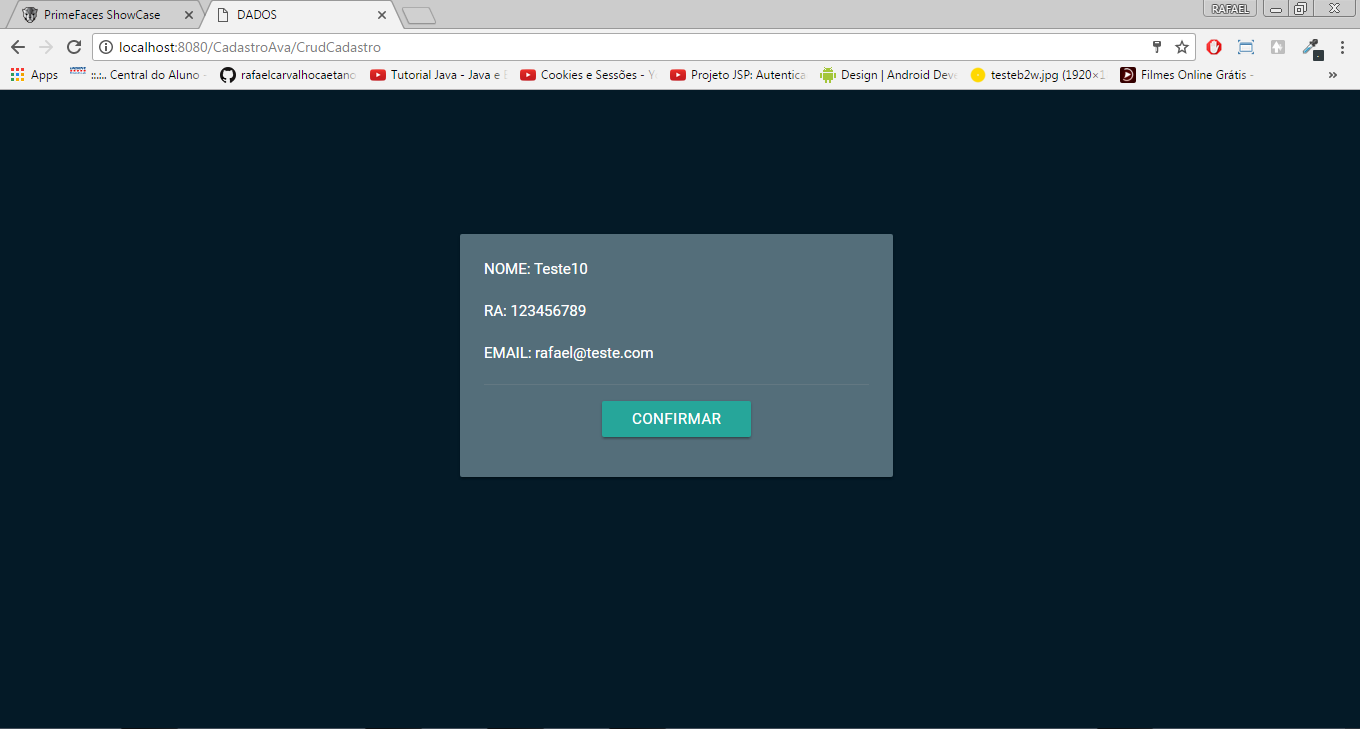 PrimeFaces ShowCase
DADOS
RAFAEL
localhost:8080/CadastroAva/CrudCadastro
Apps
::.:.. Central do Aluno -
rafaelcarvalhocaetano
Tutorial Java - Java e
Cookies e Sessões - Y
Projeto JSP: Autentica
Design | Android Deve
testeb2w.jpg (1920×1
Filmes Online Grátis -
»
NOME: Teste10
RA: 123456789
EMAIL: rafael@teste.com
CONFIRMAR